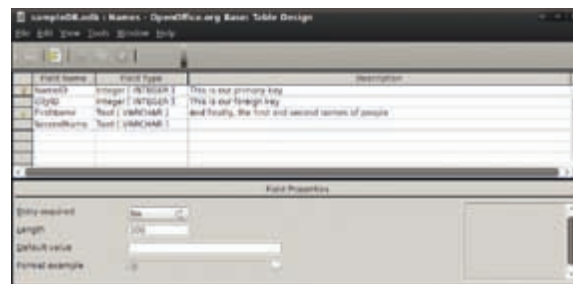 sampleDB.odb : Names - OpenOffice.org Base: Table Design
File Edit View Tools Window Help
Field Name Field Type Description
NameID Integer [ INTEGER ] This is our primary key
CityID Integer [ INTEGER ] This is our foreign key
FirstName Text [ VARCHAR ] And finally, the first and second names of people
SecondName Text [ VARCHAR ]
Field Properties
Entry required No
Length
Default value
Format example